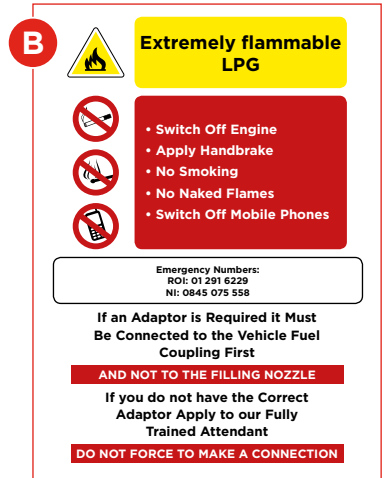 B
Extremely flammable
LPG
• Switch Off Engine
• Apply Handbrake
• No Smoking
• No Naked Flames
• Switch Off Mobile Phones
Emergency Numbers:
ROI: 01 291 6229
NI: 0845 075 558
If an Adaptor is Required it Must
Be Connected to the Vehicle Fuel
Coupling First
AND NOT TO THE FILLING NOZZLE
If you do not have the Correct
Adaptor Apply to our Fully
Trained Attendant
DO NOT FORCE TO MAKE A CONNECTION